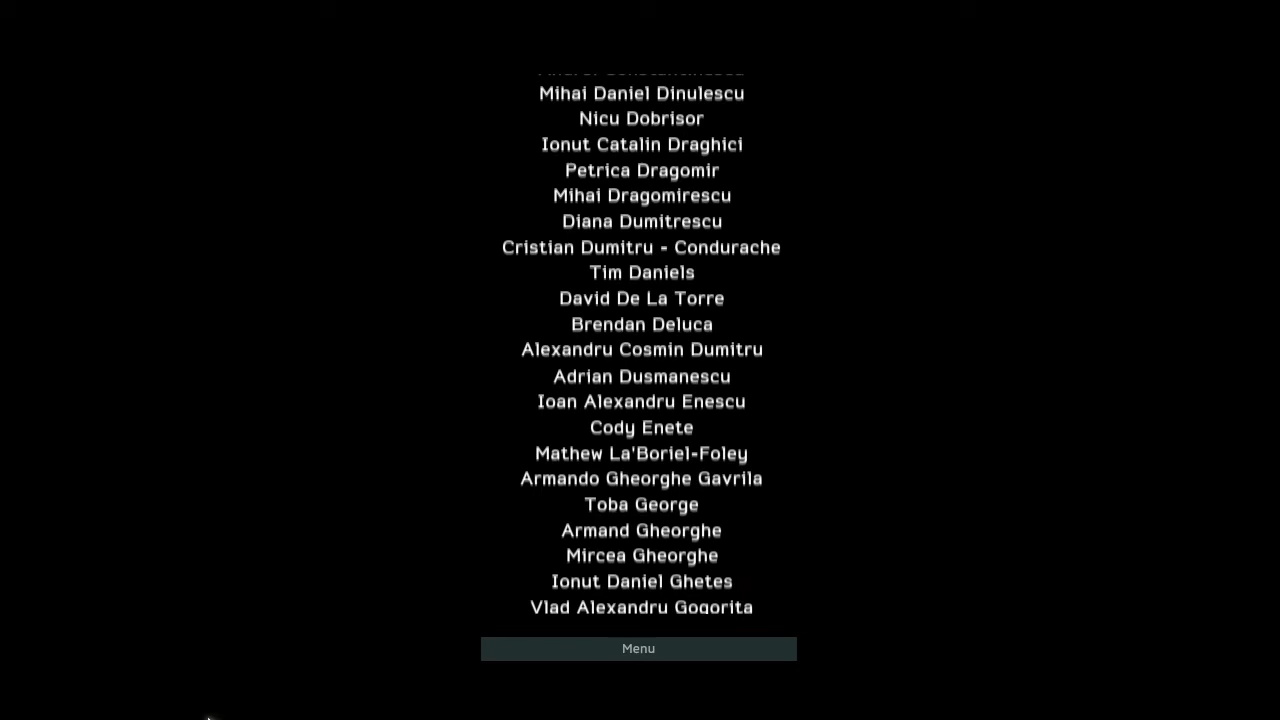 Mihai Daniel Dinulescu
Nicu Dobrisor
Ionut Catalin Draghici
Petrica Dragomir
Mihai Dragomirescu
Diana Dumitrescu
Cristian Dumitru - Condurache
Tim Daniels
David De La Torre
Brendan Deluca
Alexandru Cosmin Dumitru
Adrian Dusmanescu
Ioan Alexandru Enescu
Cody Enete
Mathew La'Boriel-Foley
Armando Gheorghe Gavrila
Toba George
Armand Gheorghe
Mircea Gheorghe
Ionut Daniel Ghetes
Vlad Alexandru Gogorita
Menu